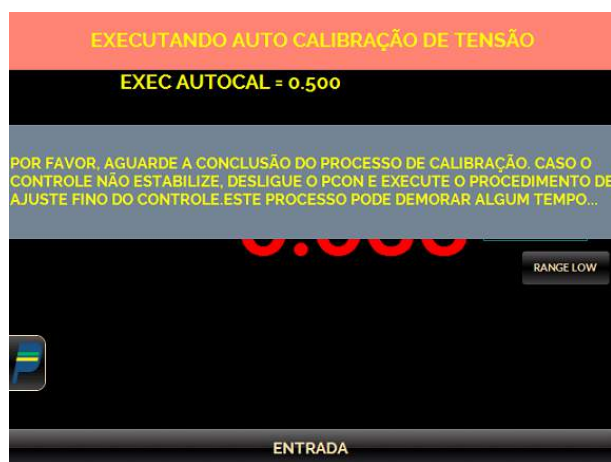 EXECUTANDO AUTO CALIBRAÇÃO DE TENSÃO
EXEC AUTOCAL = 0.500
POR FAVOR, AGUARDE A CONCLUSÃO DO PROCESSO DE CALIBRAÇÃO. CASO O
CONTROLE NÃO ESTABILIZE, DESLIGUE O PCON E EXECUTE O PROCEDIMENTO DE
AJUSTE FINO DO CONTROLE.ESTE PROCESSO PODE DEMORAR ALGUM TEMPO...
RANGE LOW
ENTRADA